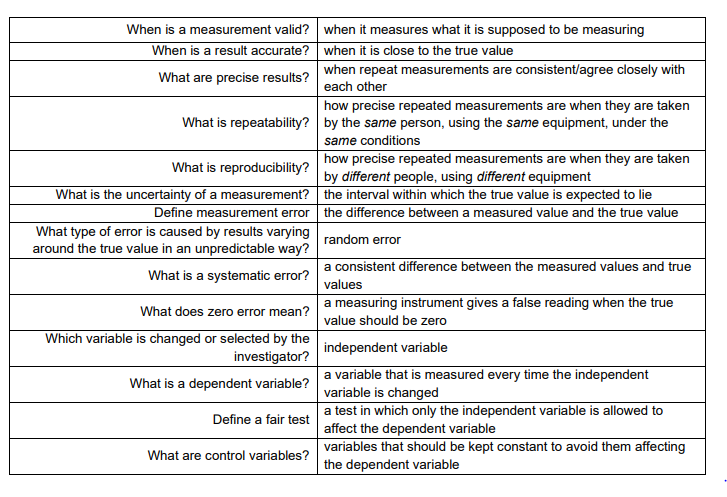 When is a measurement valid? when it measures what it is supposed to be measuring
When is a result accurate? when it is close to the true value
What are precise results?
when repeat measurements are consistent/agree closely with
each other
What is repeatability?
how precise repeated measurements are when they are taken
by the same person, using the same equipment, under the
same conditions
What is reproducibility?
how precise repeated measurements are when they are taken
by different people, using different equipment
What is the uncertainty of a measurement? the interval within which the true value is expected to lie
Define measurement error the difference between a measured value and the true value
What type of error is caused by results varying
around the true value in an unpredictable way?
random error
What is a systematic error?
a consistent difference between the measured values and true
values
What does zero error mean?
a measuring instrument gives a false reading when the true
value should be zero
Which variable is changed or selected by the
investigator?
independent variable
What is a dependent variable?
a variable that is measured every time the independent
variable is changed
Define a fair test
a test in which only the independent variable is allowed to
affect the dependent variable
What are control variables?
variables that should be kept constant to avoid them affecting
the dependent variable